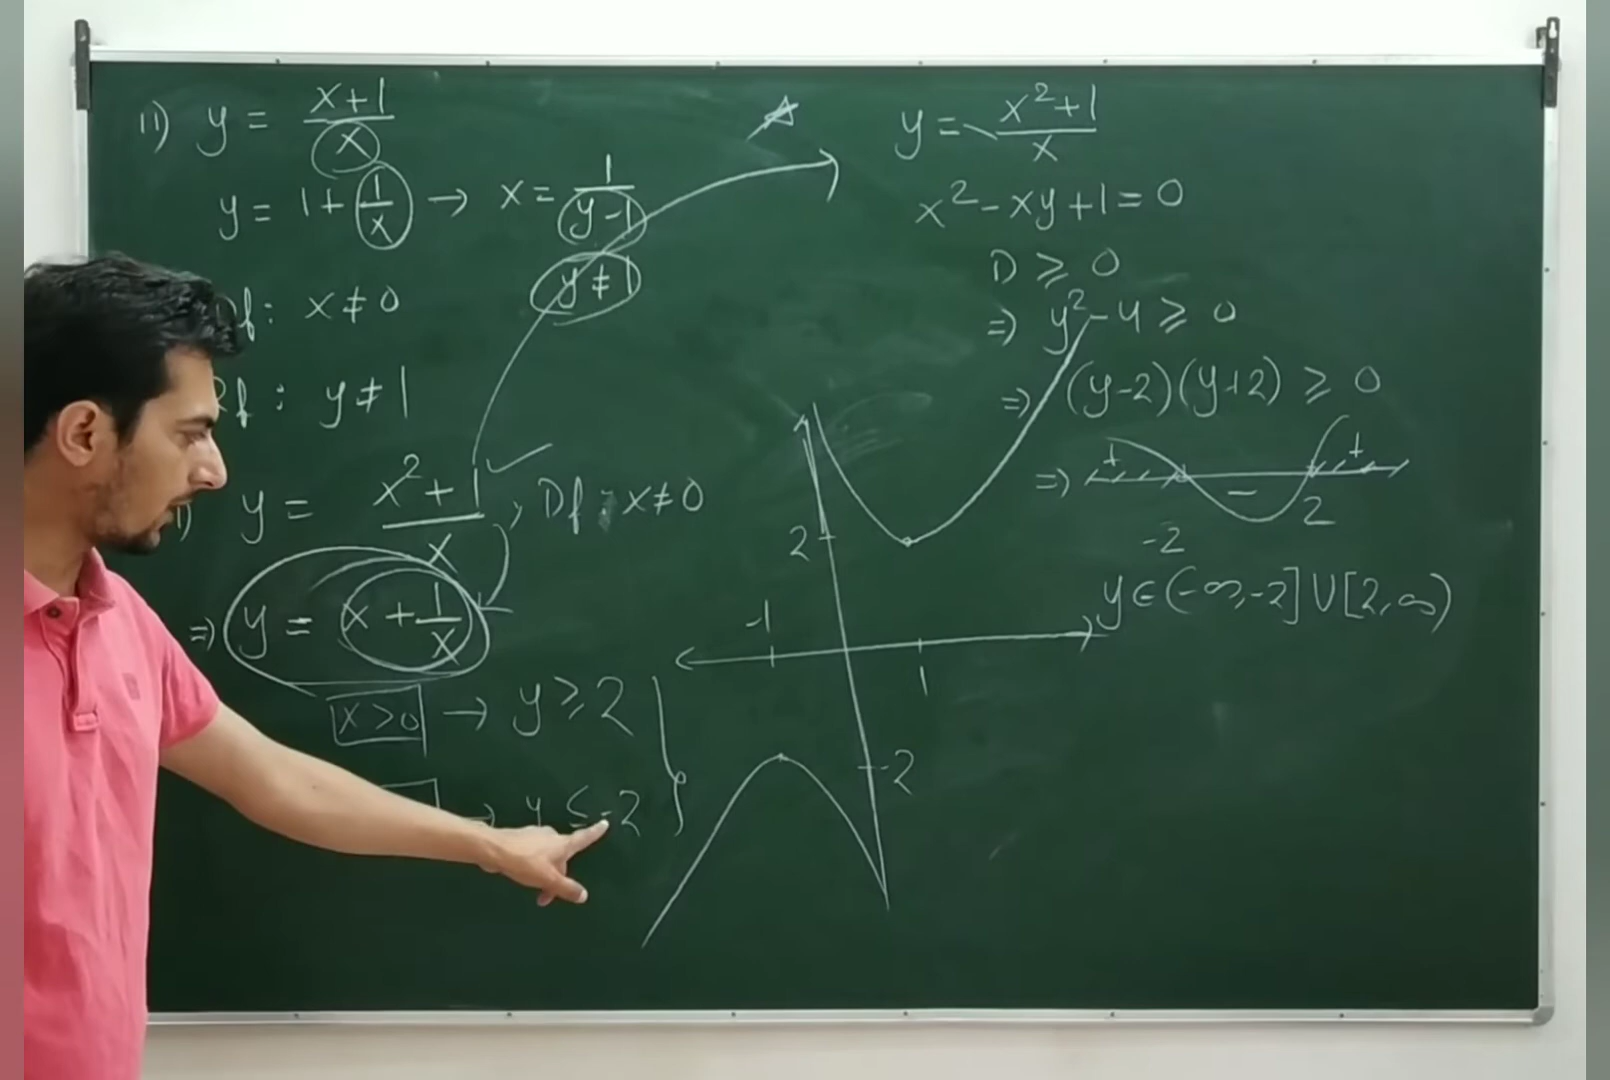 11) y = x+1/x
y = 1 + 1/x → x = 1/y-1
y ≠ 1
Df: x ≠ 0
Rf: y ≠ 1
y = x²+1/x , Df: x ≠ 0
⇒ y = x + 1/x
x > 0 → y ≥ 2
→ y ≤ -2
y = x²+1/x
x² - xy + 1 = 0
D ≥ 0
⇒ y² - 4 ≥ 0
⇒ (y-2)(y+2) ≥ 0
⇒ + - +
-2 2
y ∈ (-∞, -2] ∪ [2, ∞)
2
-1
1
-2